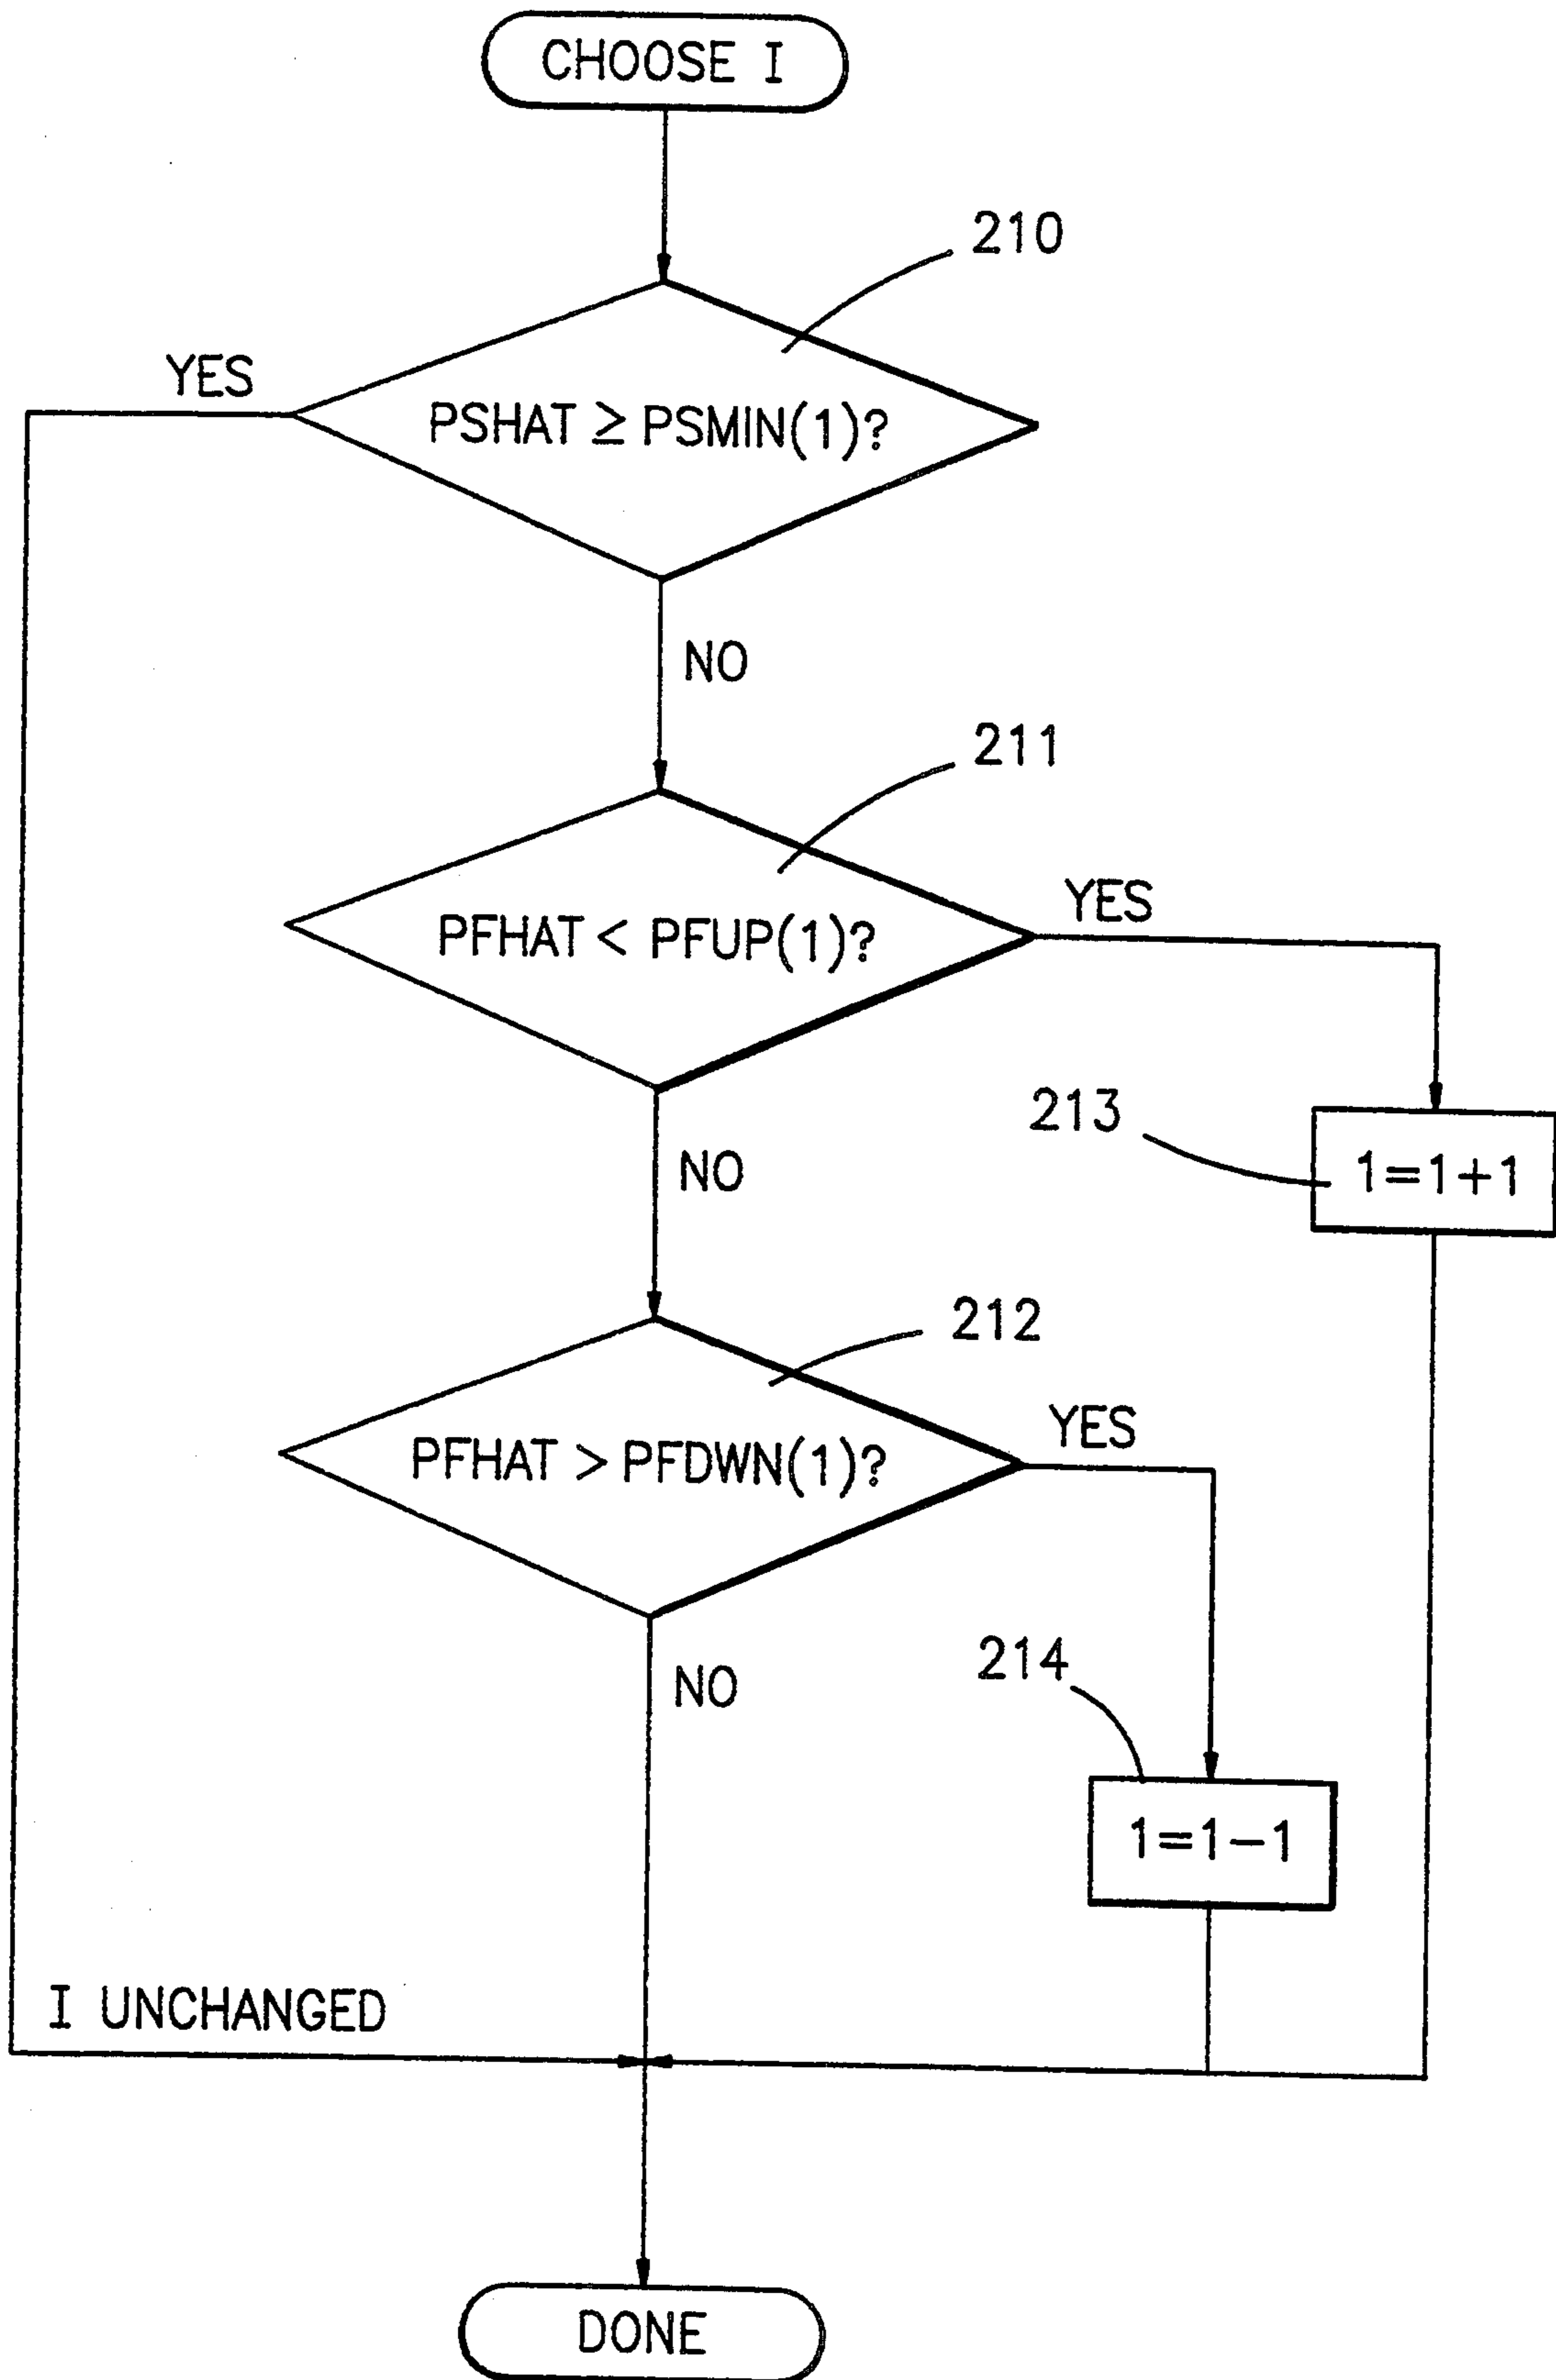 CHOOSE I
210
YES
PSHAT ≥ PSMIN(1)?
NO
211
YES
PFHAT < PFUP(1)?
213
1=1+1
NO
212
YES
PFHAT > PFDWN(1)?
214
NO
1=1−1
I UNCHANGED
DONE